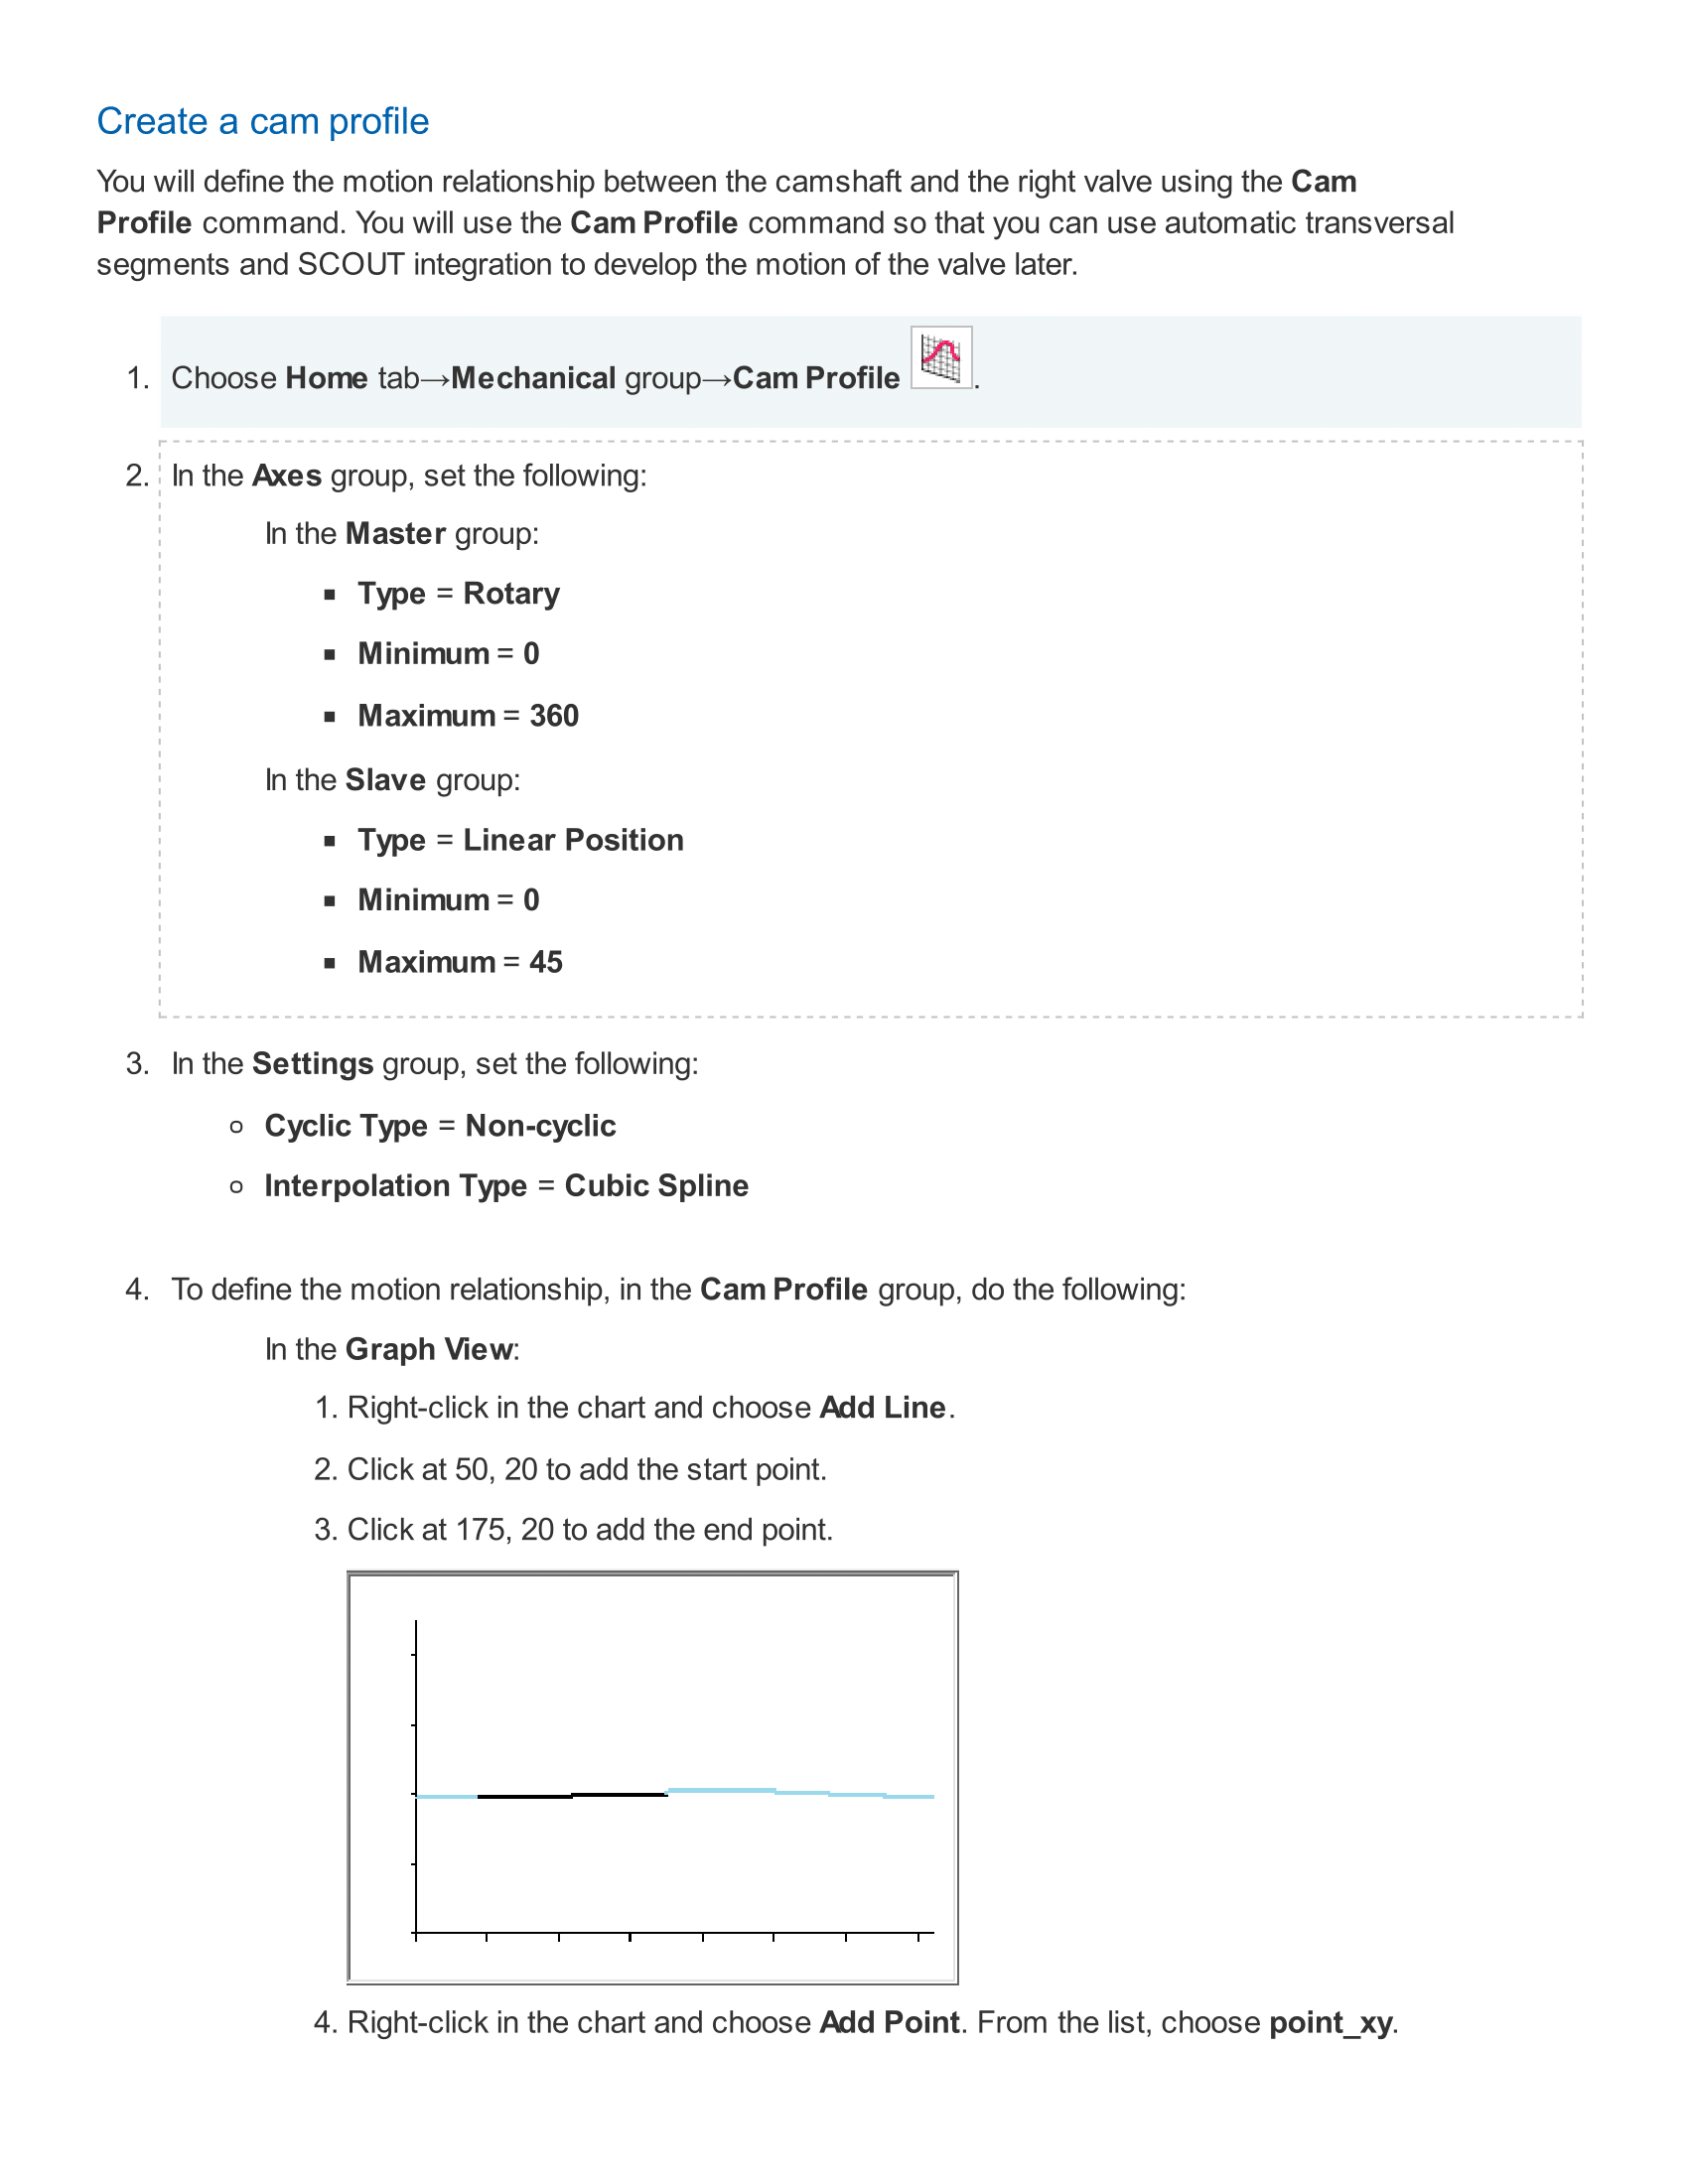 Create a cam profile
You will define the motion relationship between the camshaft and the right valve using the Cam
Profile command. You will use the Cam Profile command so that you can use automatic transversal
segments and SCOUT integration to develop the motion of the valve later.
1. Choose Home tab→Mechanical group→Cam Profile .
2. In the Axes group, set the following:
In the Master group:
▪ Type = Rotary
▪ Minimum = 0
▪ Maximum = 360
In the Slave group:
▪ Type = Linear Position
▪ Minimum = 0
▪ Maximum = 45
3. In the Settings group, set the following:
o Cyclic Type = Non-cyclic
o Interpolation Type = Cubic Spline
4. To define the motion relationship, in the Cam Profile group, do the following:
In the Graph View:
1. Right-click in the chart and choose Add Line.
2. Click at 50, 20 to add the start point.
3. Click at 175, 20 to add the end point.
4. Right-click in the chart and choose Add Point. From the list, choose point_xy.